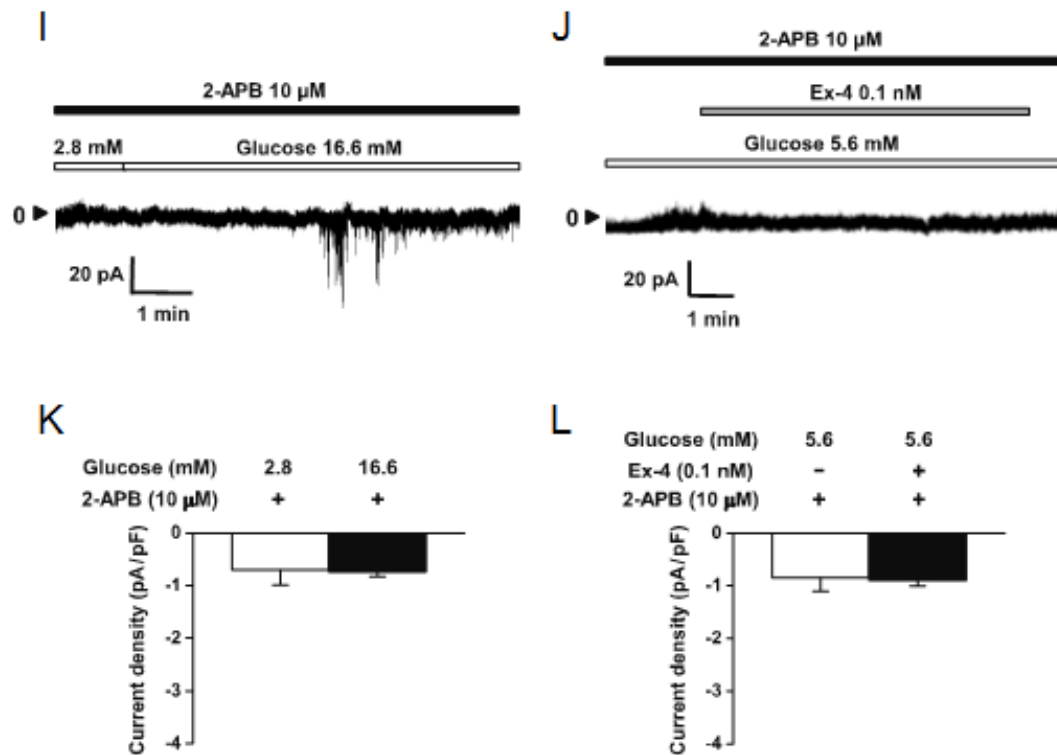 I
2-APB 10 µM
2.8 mM Glucose 16.6 mM
0
20 pA
1 min
J
2-APB 10 µM
Ex-4 0.1 nM
Glucose 5.6 mM
0
20 pA
1 min
K
Glucose (mM) 2.8 16.6
2-APB (10 µM) + +
Current density (pA/pF)
0
-1
-2
-3
-4
L
Glucose (mM) 5.6 5.6
Ex-4 (0.1 nM) - +
2-APB (10 µM) + +
Current density (pA/pF)
0
-1
-2
-3
-4